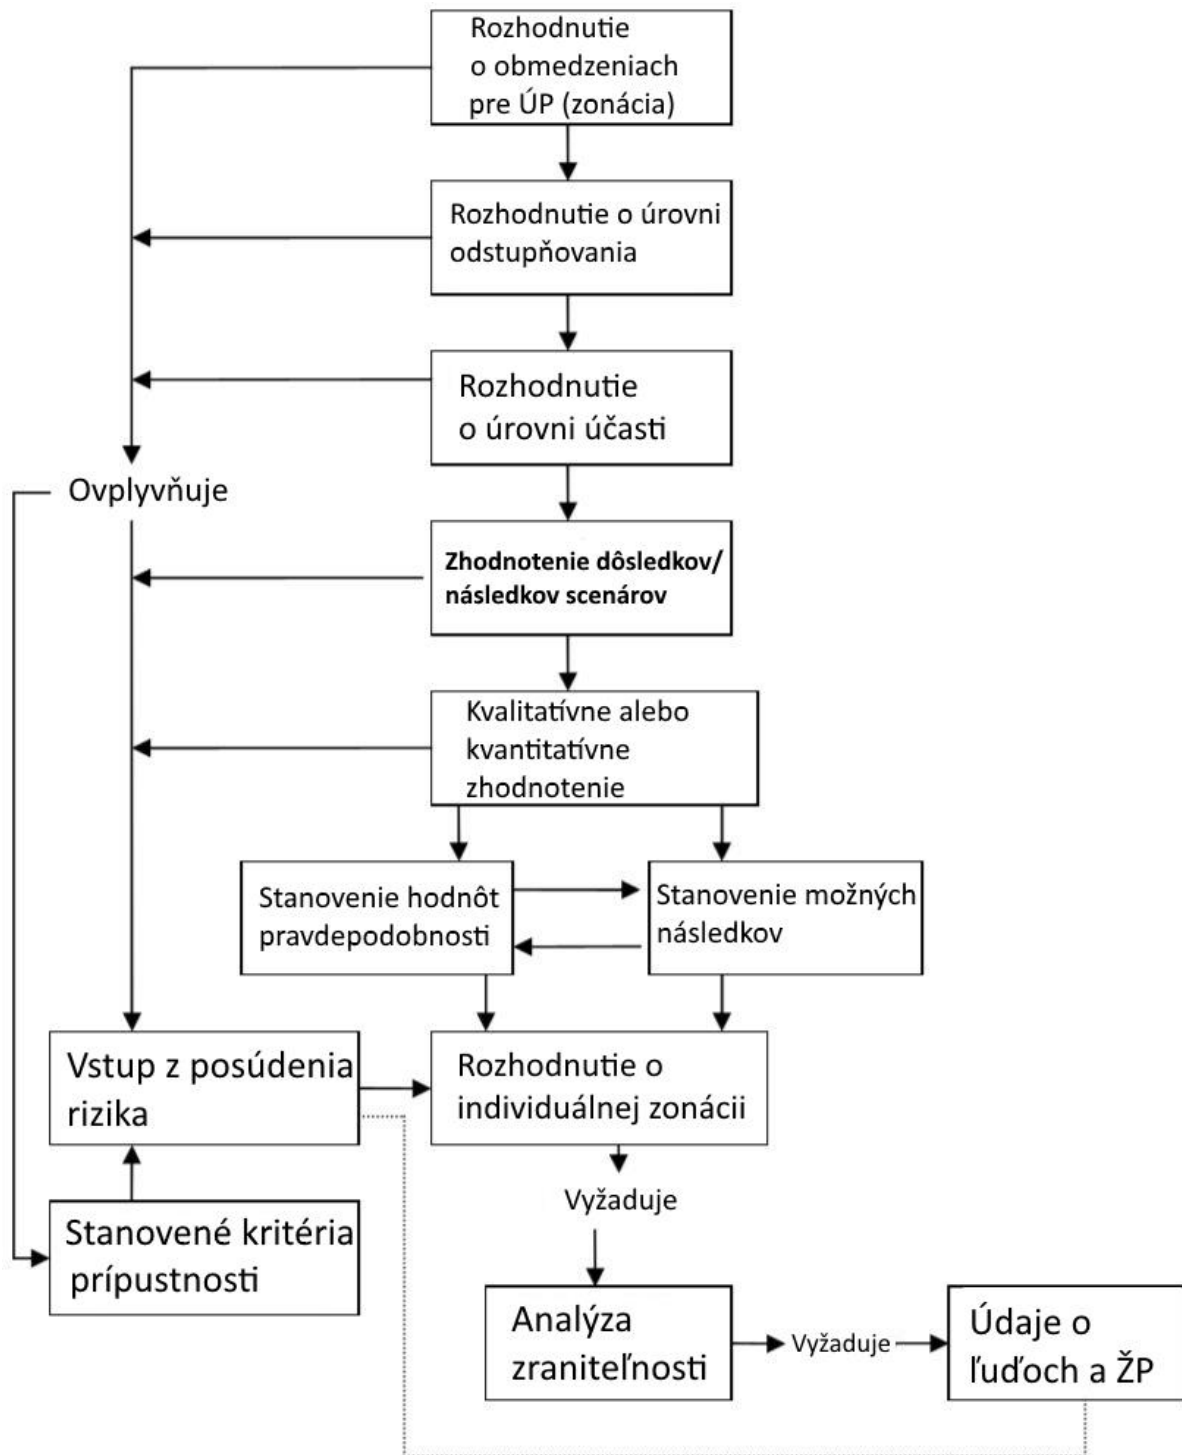 Rozhodnutie
o obmedzeniach
pre ÚP (zonácia)
Rozhodnutie o úrovni
odstupňovania
Rozhodnutie
o úrovni účasti
Ovplyvňuje
Zhodnotenie dôsledkov/
následkov scenárov
Kvalitatívne alebo
kvantitatívne
zhodnotenie
Stanovenie hodnôt
pravdepodobnosti
Stanovenie možných
následkov
Vstup z posúdenia
rizika
Rozhodnutie o
individuálnej zonácii
Vyžaduje
Stanovené kritéria
prípustnosti
Analýza
zraniteľnosti
Vyžaduje
Údaje o
ľuďoch a ŽP